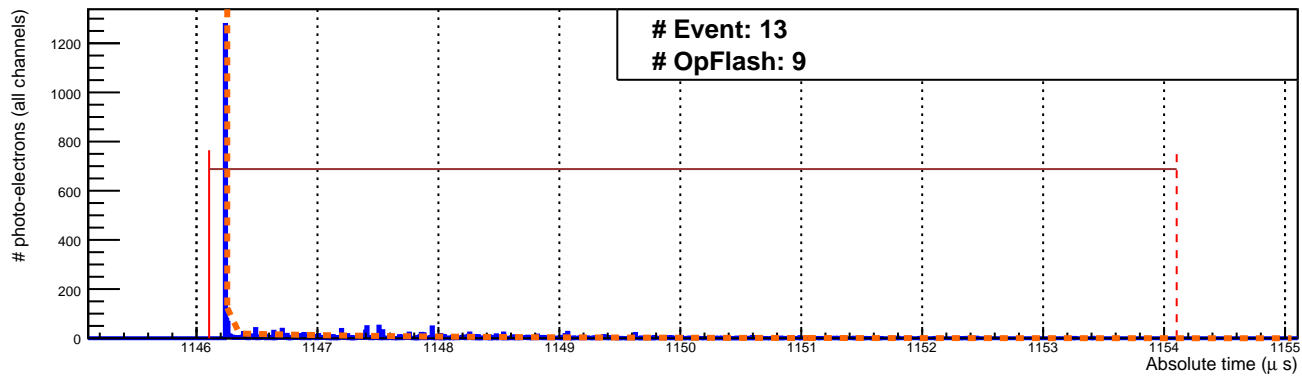 # Event: 13
# OpFlash: 9
# photo-electrons (all channels)
1200
1000
800
600
400
200
0
1146 1147 1148 1149 1150 1151 1152 1153 1154 1155
Absolute time (μ s)